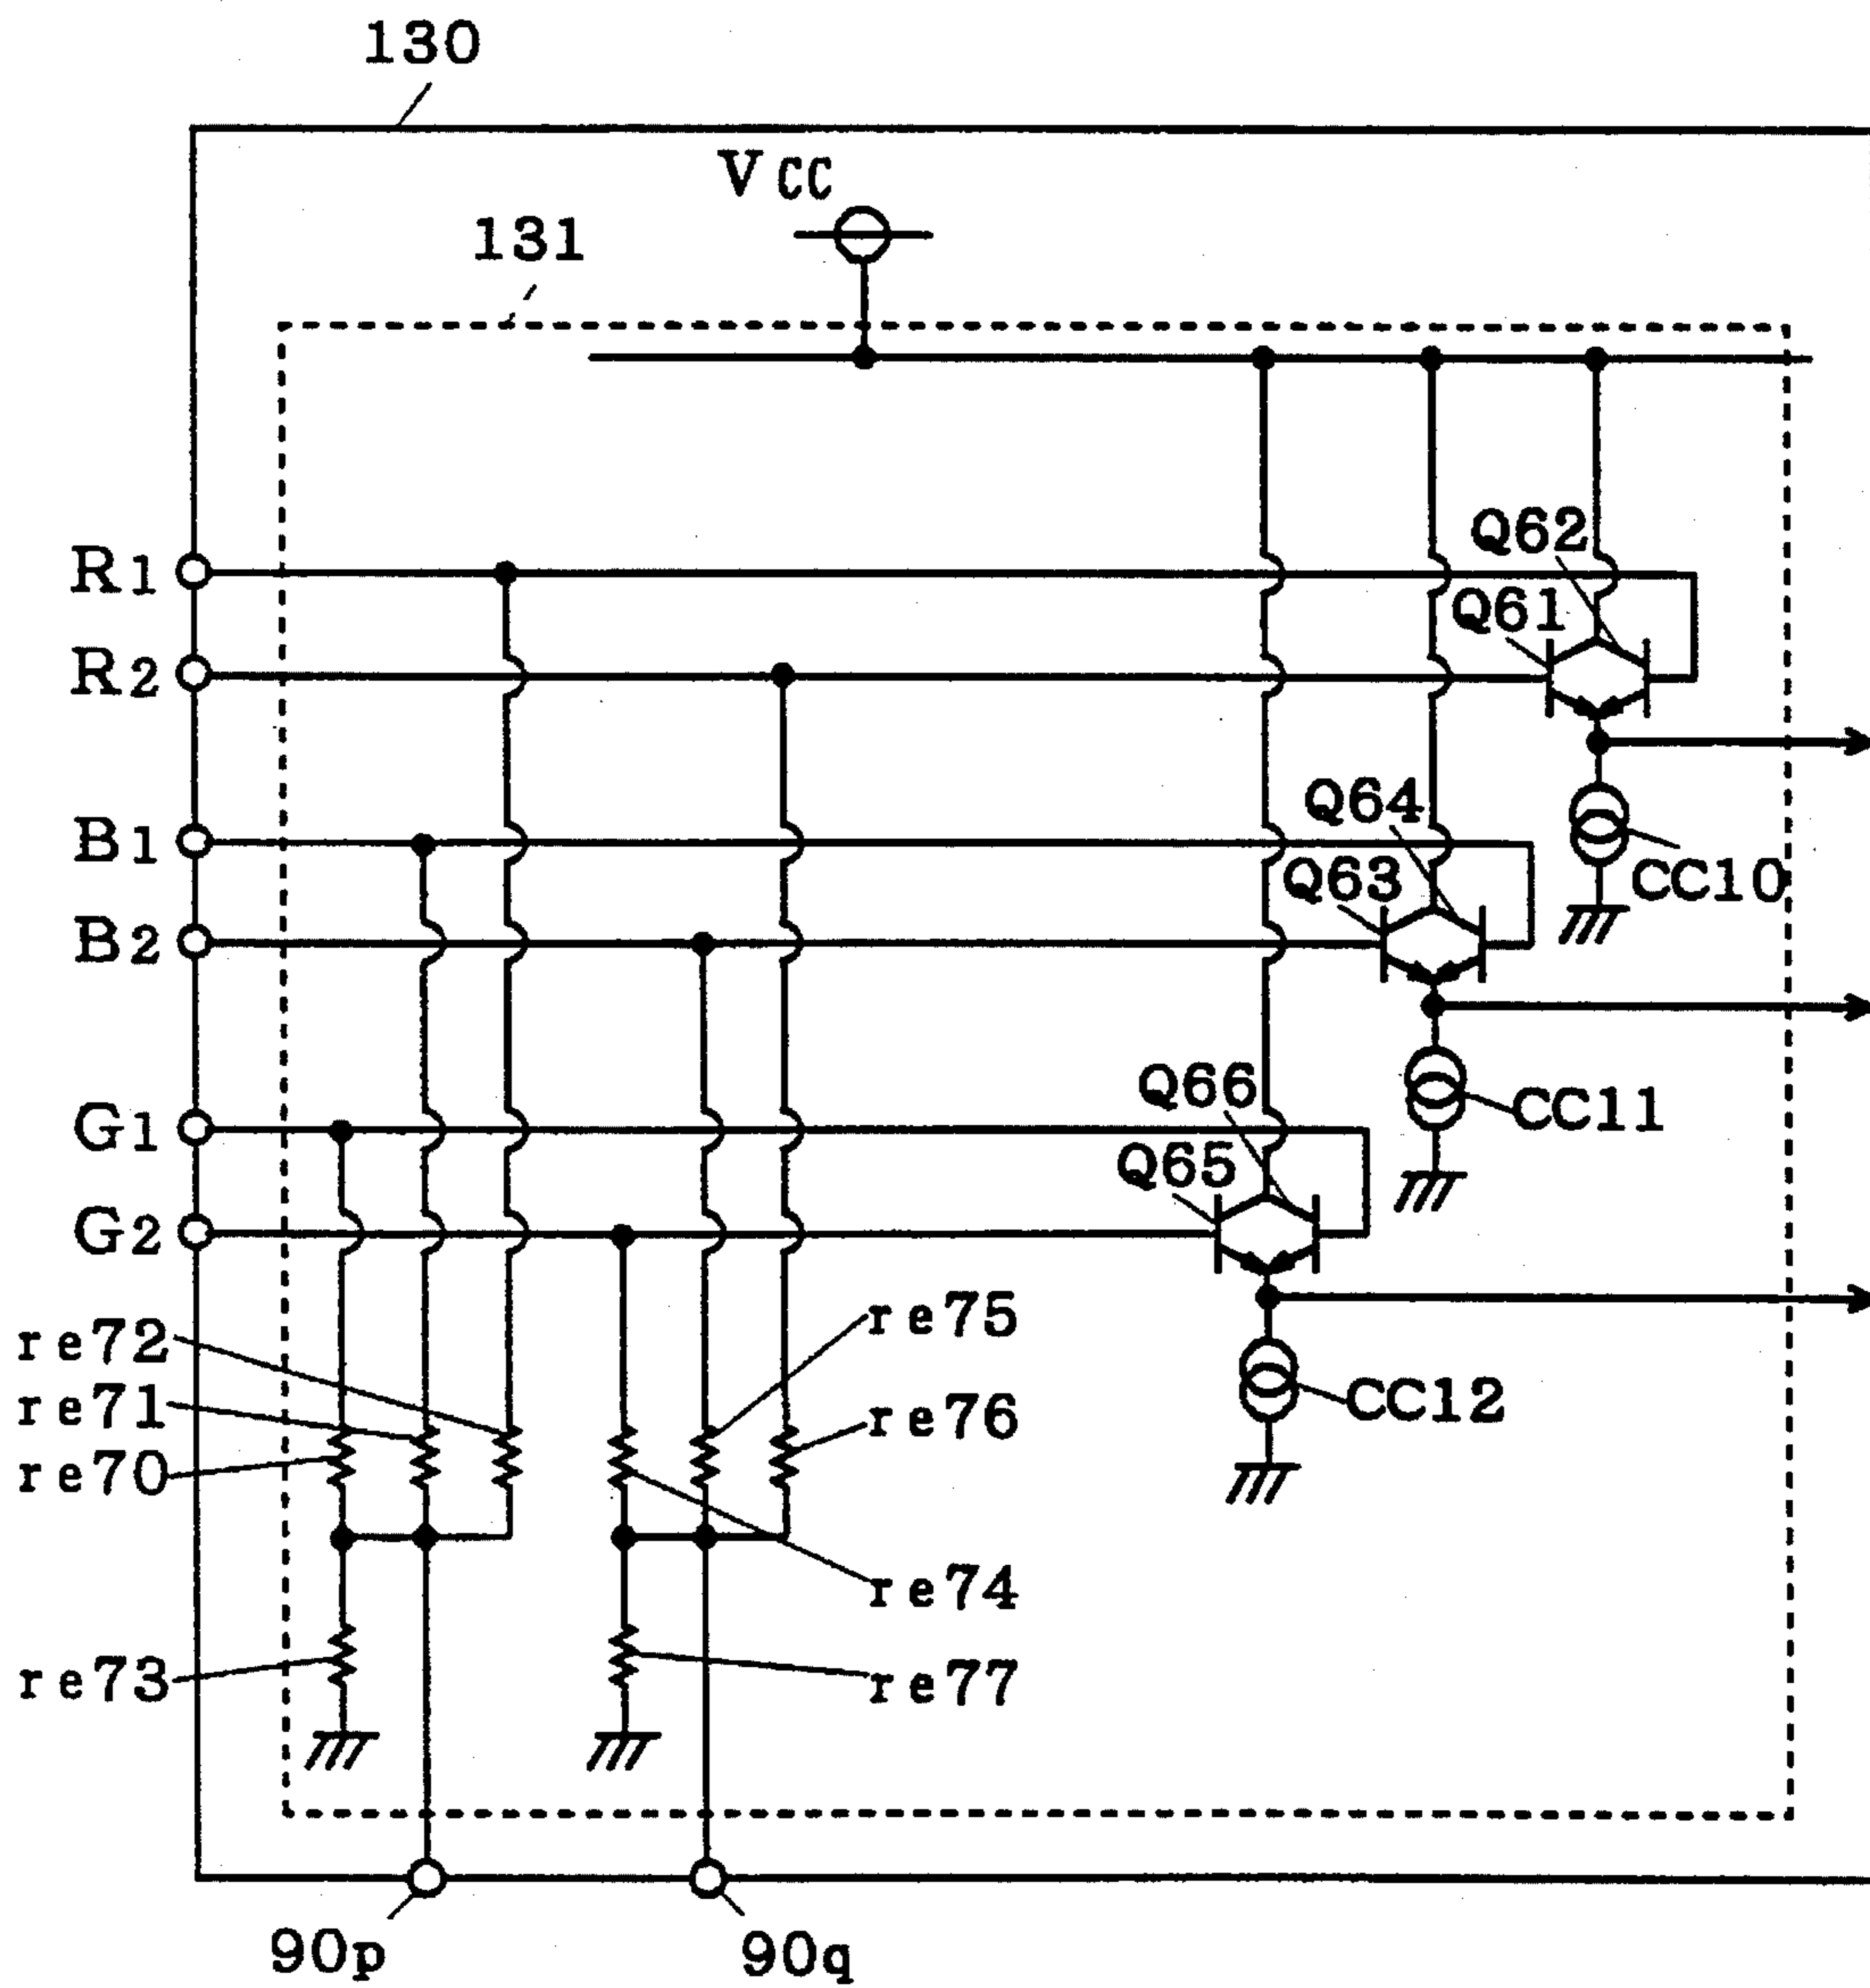 130
VCC
131
R1
Q62
Q61
R2
Q64
B1
Q63
CC10
B2
Q66
G1
CC11
Q65
G2
re75
re72
re71
re76
CC12
re70
re74
re73
re77
90p
90q